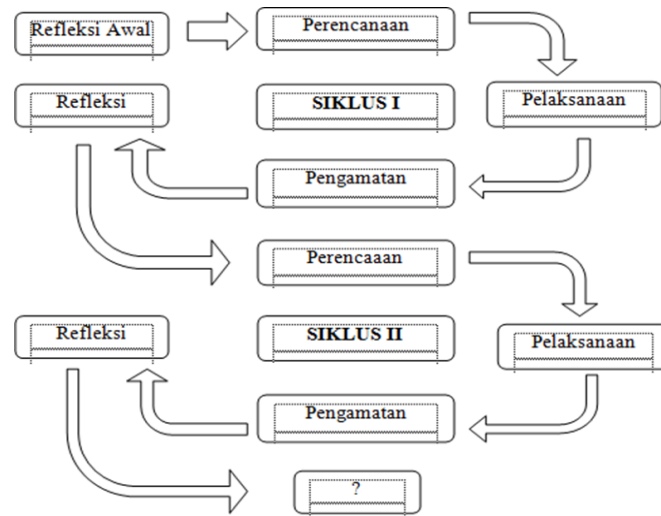 Refleksi Awal
Perencanaan
Refleksi
SIKLUS I
Pelaksanaan
Pengamatan
Perencaaan
Refleksi
SIKLUS II
Pelaksanaan
Pengamatan
?